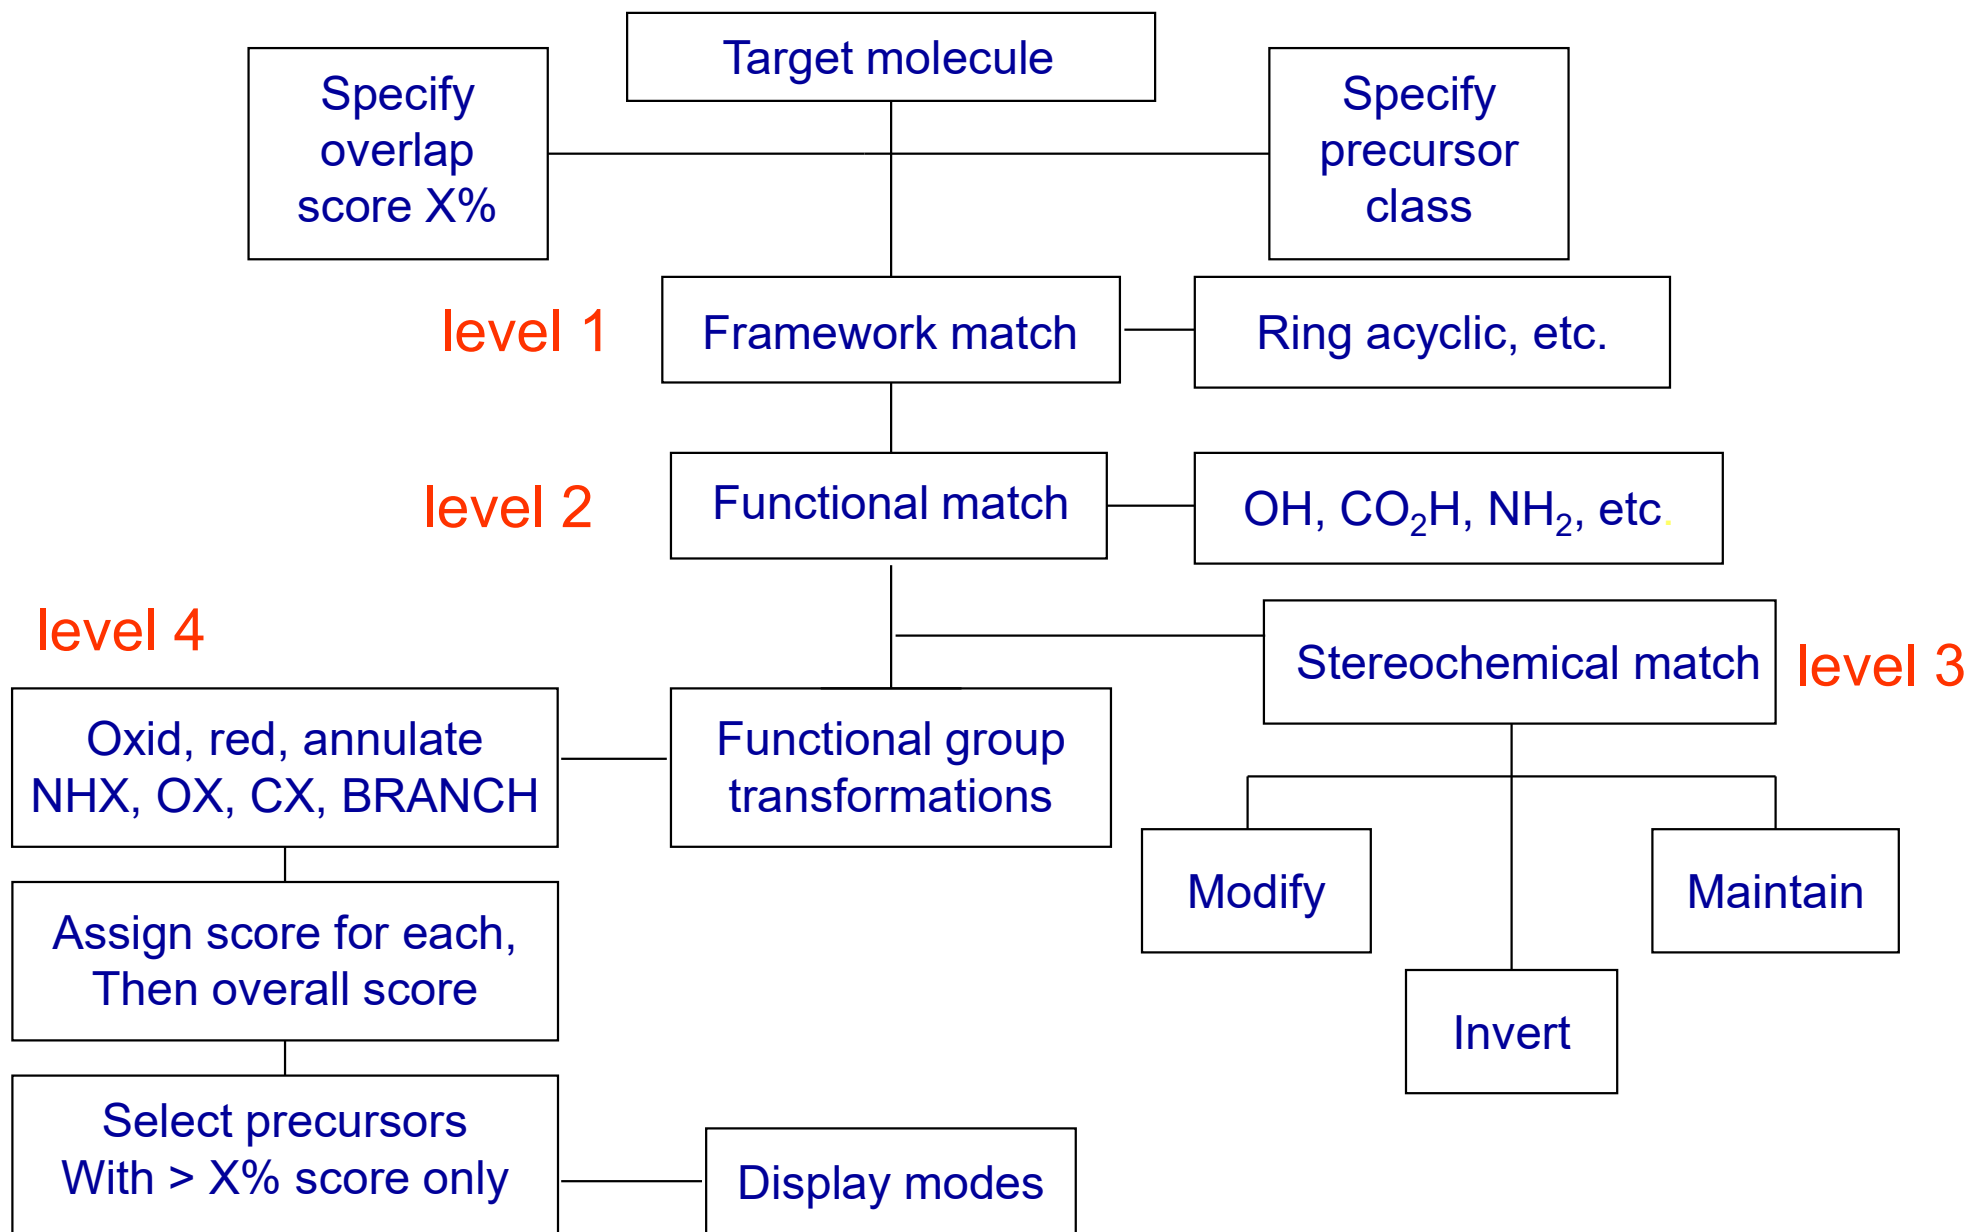 Target molecule
Specify
overlap
score X%
Specify
precursor
class
level 1
Framework match
Ring acyclic, etc.
level 2
Functional match
OH, CO₂H, NH₂, etc.
level 4
Stereochemical match
level 3
Oxid, red, annulate
NHX, OX, CX, BRANCH
Functional group
transformations
Modify
Maintain
Assign score for each,
Then overall score
Invert
Select precursors
With > X% score only
Display modes